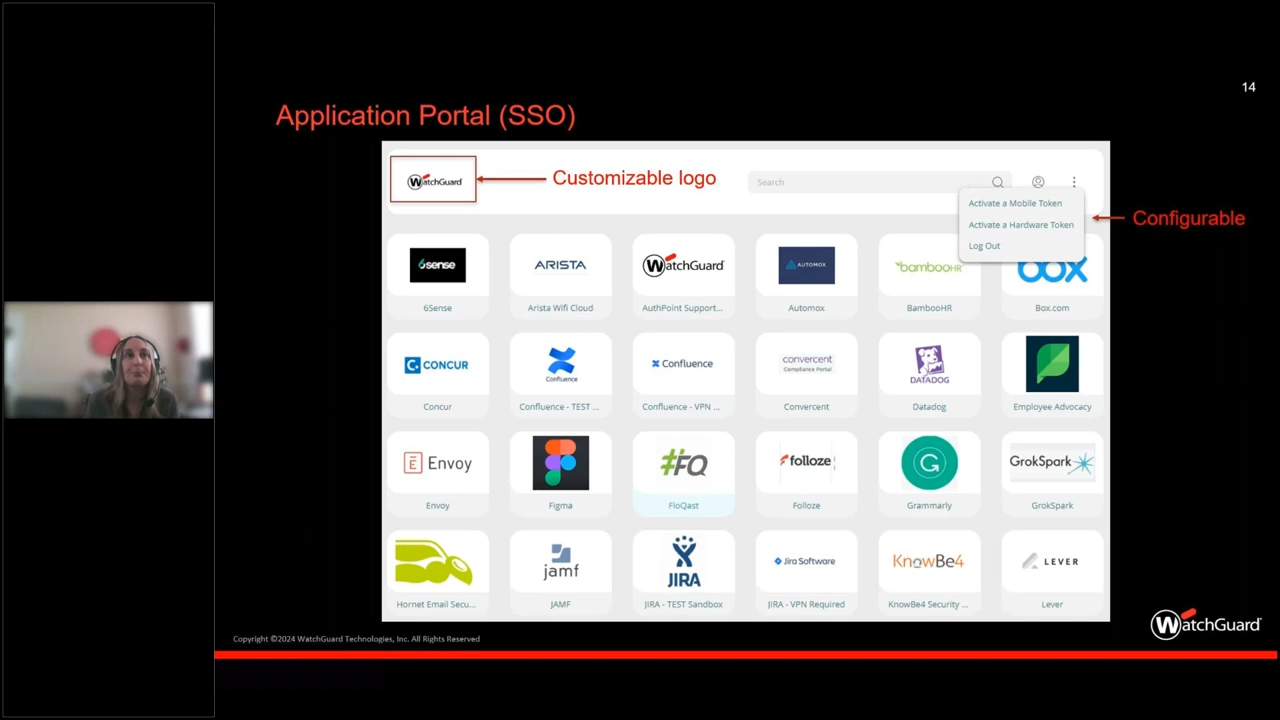 14
Application Portal (SSO)
WatchGuard
Customizable logo
Search
Activate a Mobile Token
Activate a Hardware Token
Log Out
Configurable
6sense
ARISTA
WatchGuard
AUTOMOX
bambooHR
box
6Sense
Arista Wifi Cloud
AuthPoint Support...
Automox
BambooHR
Box.com
C. CONCUR
Confluence
Confluence
convercent
Compliance Portal
DATADOG
Concur
Confluence - TEST ...
Confluence - VPN ...
Convercent
Datadog
Employee Advocacy
E Envoy
#FQ
folloze
G
GrokSpark
Envoy
Figma
FloQast
Folloze
Grammarly
GrokSpark
jamf
JIRA
Jira Software
KnowBe4
LEVER
Hornet Email Secu...
JAMF
JIRA - TEST Sandbox
JIRA - VPN Required
KnowBe4 Security ...
Lever
WatchGuard
Copyright ©2024 WatchGuard Technologies, Inc. All Rights Reserved